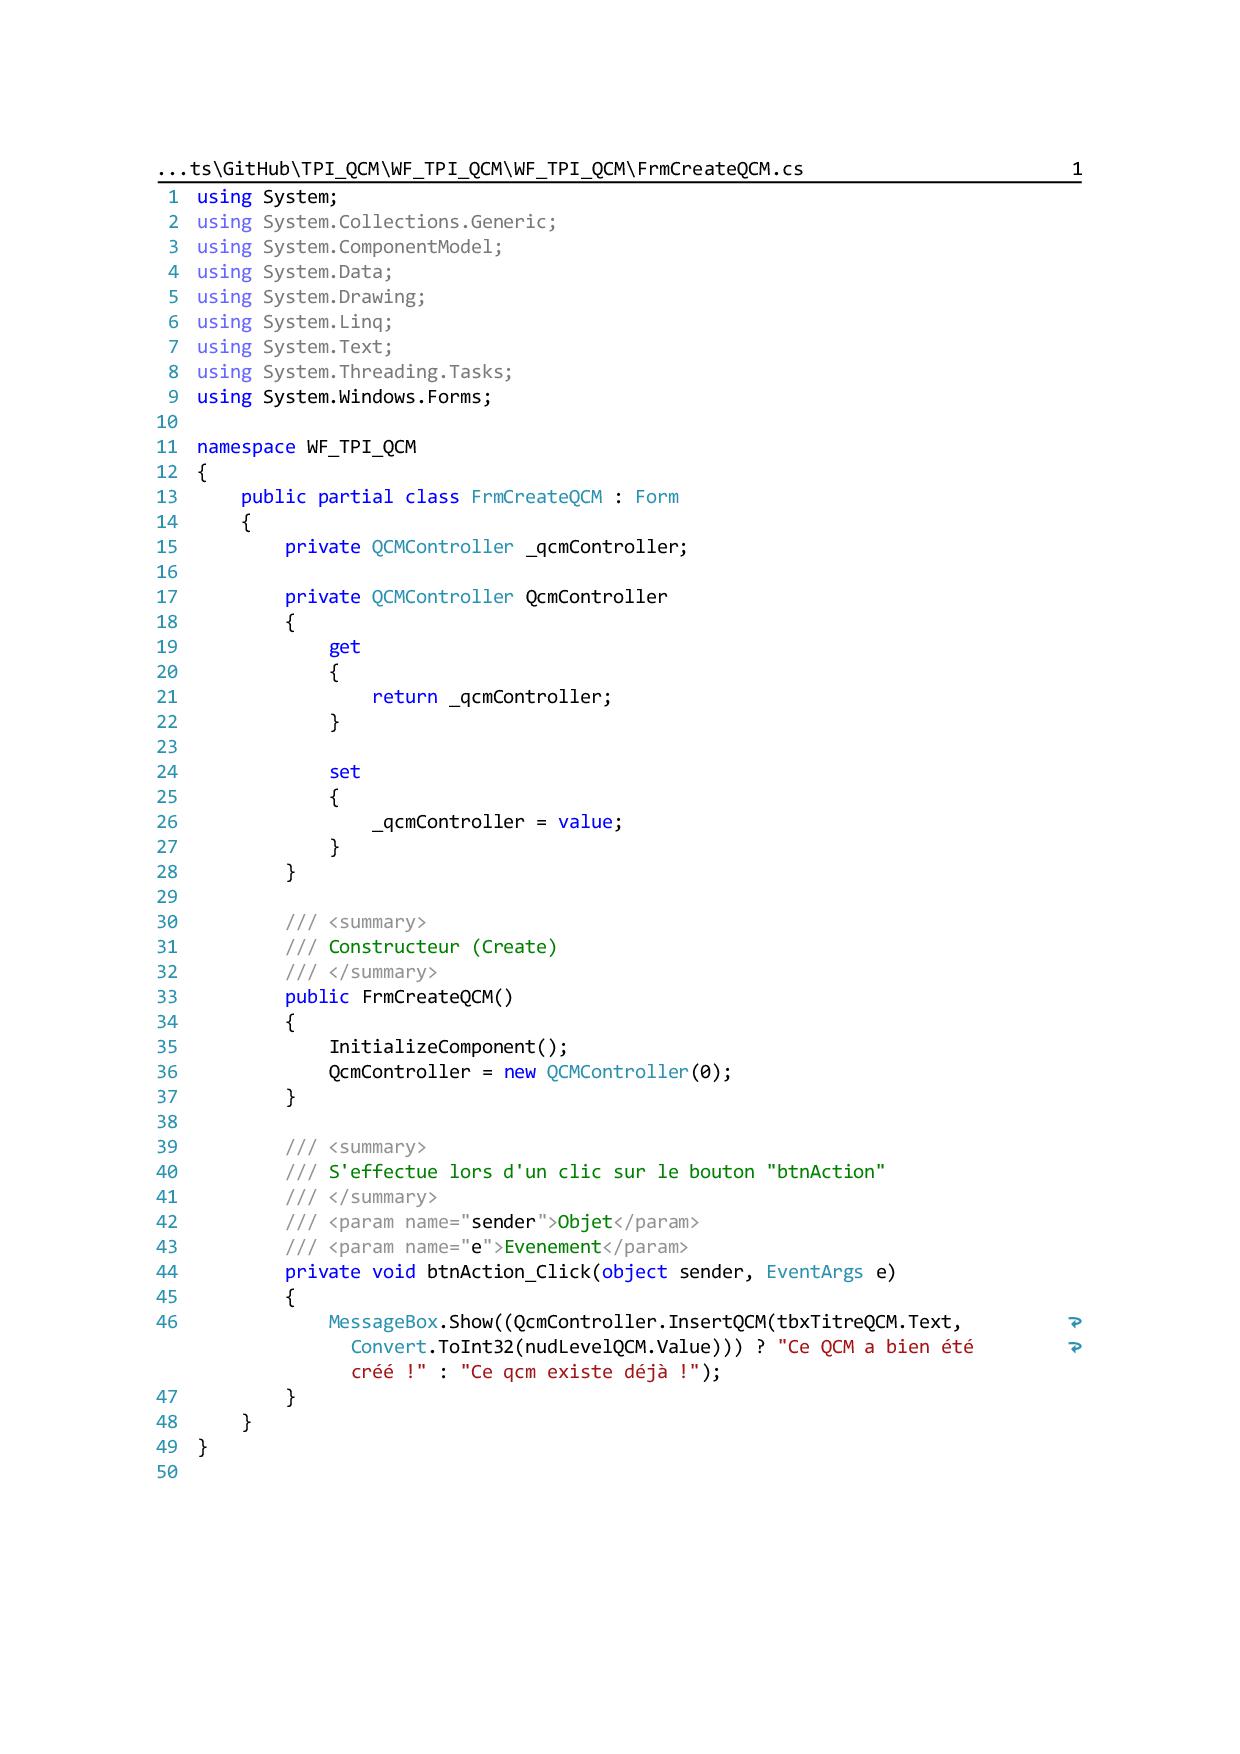 ...ts\GitHub\TPI_QCM\WF_TPI_QCM\WF_TPI_QCM\FrmCreateQCM.cs 1
1 using System;
2 using System.Collections.Generic;
3 using System.ComponentModel;
4 using System.Data;
5 using System.Drawing;
6 using System.Linq;
7 using System.Text;
8 using System.Threading.Tasks;
9 using System.Windows.Forms;
10
11 namespace WF_TPI_QCM
12 {
13     public partial class FrmCreateQCM : Form
14     {
15         private QCMController _qcmController;
16
17         private QCMController QcmController
18         {
19             get
20             {
21                 return _qcmController;
22             }
23
24             set
25             {
26                 _qcmController = value;
27             }
28         }
29
30         /// <summary>
31         /// Constructeur (Create)
32         /// </summary>
33         public FrmCreateQCM()
34         {
35             InitializeComponent();
36             QcmController = new QCMController(0);
37         }
38
39         /// <summary>
40         /// S'effectue lors d'un clic sur le bouton "btnAction"
41         /// </summary>
42         /// <param name="sender">Objet</param>
43         /// <param name="e">Evenement</param>
44         private void btnAction_Click(object sender, EventArgs e)
45         {
46             MessageBox.Show((QcmController.InsertQCM(tbxTitreQCM.Text,
               Convert.ToInt32(nudLevelQCM.Value))) ? "Ce QCM a bien été
               créé !" : "Ce qcm existe déjà !");
47         }
48     }
49 }
50